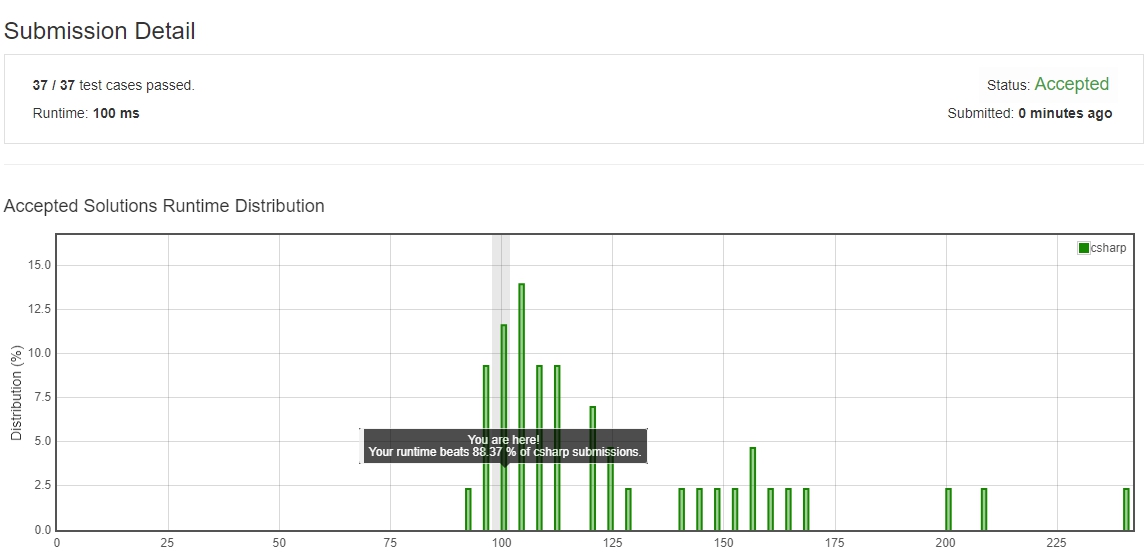 Submission Detail
37 / 37 test cases passed.
Status: Accepted
Runtime: 100 ms
Submitted: 0 minutes ago
Accepted Solutions Runtime Distribution
csharp
Distribution (%)
15.0
12.5
10.0
7.5
5.0
2.5
0.0
You are here!
Your runtime beats 88.37 % of csharp submissions.
0 25 50 75 100 125 150 175 200 225